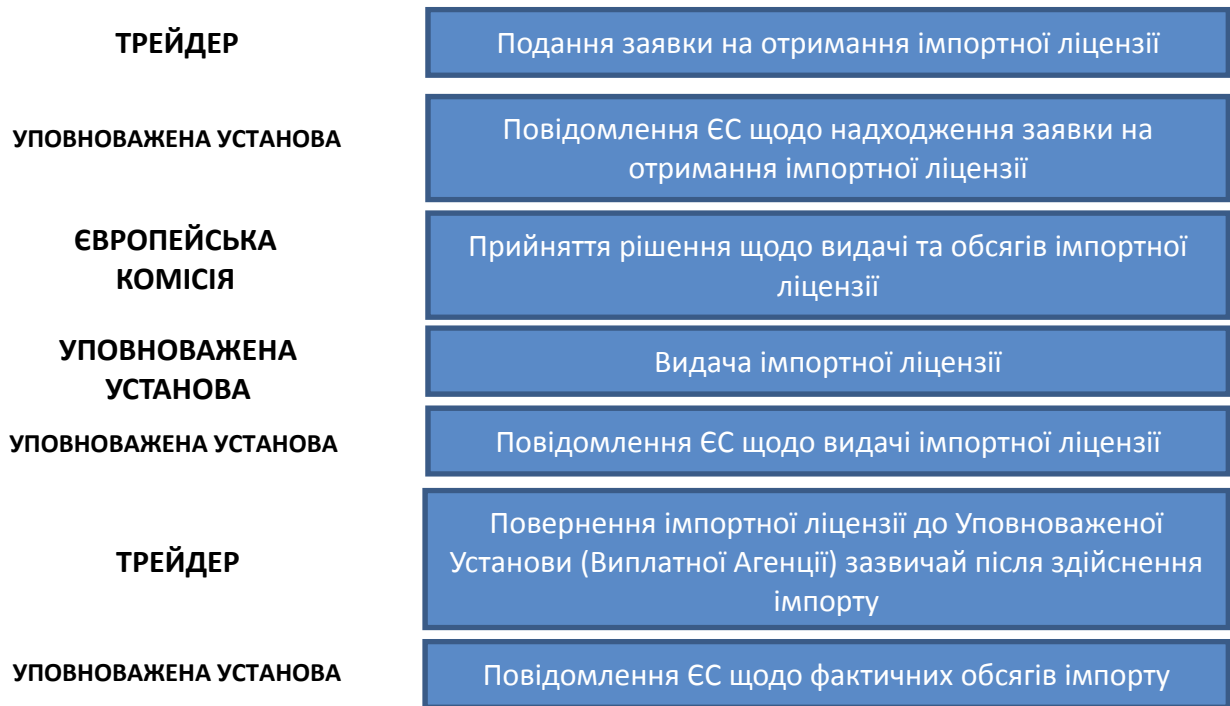 ТРЕЙДЕР
Подання заявки на отримання імпортної ліцензії
УПОВНОВАЖЕНА УСТАНОВА
Повідомлення ЄС щодо надходження заявки на
отримання імпортної ліцензії
ЄВРОПЕЙСЬКА
КОМІСІЯ
Прийняття рішення щодо видачі та обсягів імпортної
ліцензії
УПОВНОВАЖЕНА
УСТАНОВА
Видача імпортної ліцензії
УПОВНОВАЖЕНА УСТАНОВА
Повідомлення ЄС щодо видачі імпортної ліцензії
ТРЕЙДЕР
Повернення імпортної ліцензії до Уповноваженої
Установи (Виплатної Агенції) зазвичай після здійснення
імпорту
УПОВНОВАЖЕНА УСТАНОВА
Повідомлення ЄС щодо фактичних обсягів імпорту